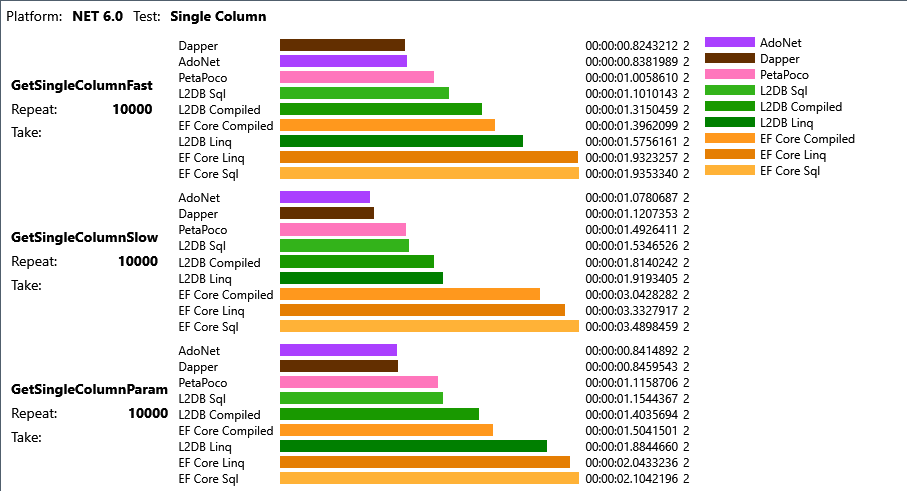 Platform: NET 6.0 Test: Single Column
GetSingleColumnFast
Repeat: 10000
Take:
Dapper 00:00:00.8243212 2
AdoNet 00:00:00.8381989 2
PetaPoco 00:00:01.0058610 2
L2DB Sql 00:00:01.1010143 2
L2DB Compiled 00:00:01.3150459 2
EF Core Compiled 00:00:01.3962099 2
L2DB Linq 00:00:01.5756161 2
EF Core Linq 00:00:01.9323257 2
EF Core Sql 00:00:01.9353340 2
GetSingleColumnSlow
Repeat: 10000
Take:
AdoNet 00:00:01.0780687 2
Dapper 00:00:01.1207353 2
PetaPoco 00:00:01.4926411 2
L2DB Sql 00:00:01.5346526 2
L2DB Compiled 00:00:01.8140242 2
L2DB Linq 00:00:01.9193405 2
EF Core Compiled 00:00:03.0428282 2
EF Core Linq 00:00:03.3327917 2
EF Core Sql 00:00:03.4898459 2
GetSingleColumnParam
Repeat: 10000
Take:
AdoNet 00:00:00.8414892 2
Dapper 00:00:00.8459543 2
PetaPoco 00:00:01.1158706 2
L2DB Sql 00:00:01.1544367 2
L2DB Compiled 00:00:01.4035694 2
EF Core Compiled 00:00:01.5041501 2
L2DB Linq 00:00:01.8844660 2
EF Core Linq 00:00:02.0433236 2
EF Core Sql 00:00:02.1042196 2
AdoNet
Dapper
PetaPoco
L2DB Sql
L2DB Compiled
L2DB Linq
EF Core Compiled
EF Core Linq
EF Core Sql